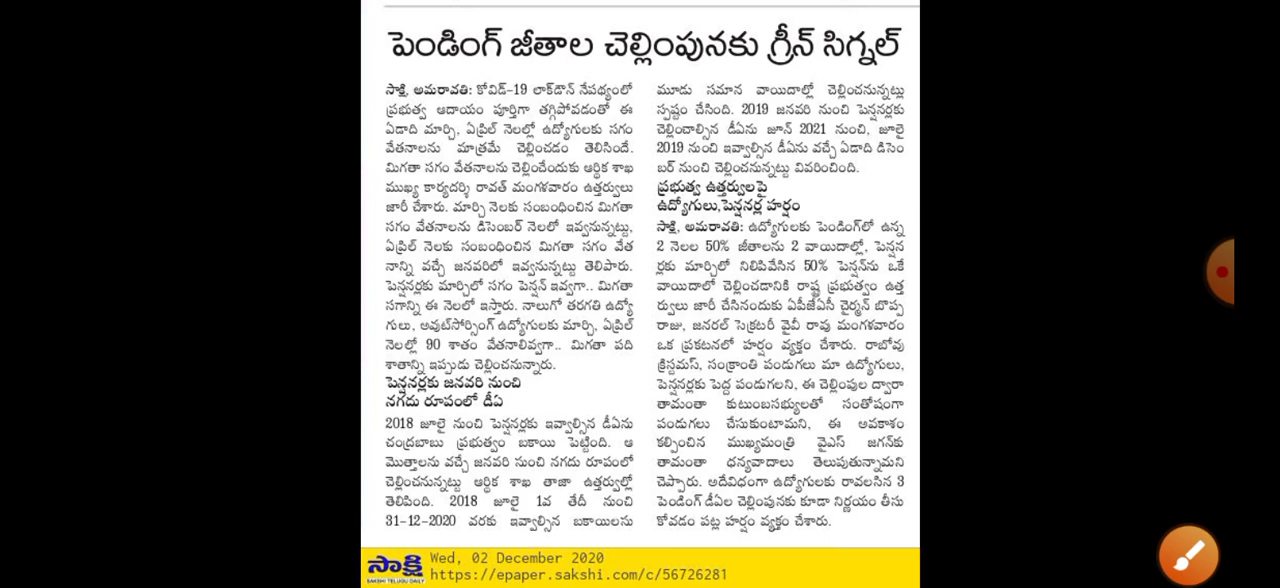 పెండింగ్ జీతాల చెల్లింపునకు గ్రీన్ సిగ్నల్
సాక్షి, అమరావతి: కోవిడ్–19 లాక్‌డౌన్ నేపథ్యంలో
ప్రభుత్వ ఆదాయం పూర్తిగా తగ్గిపోవడంతో ఈ
ఏడాది మార్చి, ఏప్రిల్ నెలల్లో ఉద్యోగులకు సగం
వేతనాలను మాత్రమే చెల్లించడం తెలిసిందే.
మిగతా సగం వేతనాలను చెల్లించేందుకు ఆర్థిక శాఖ
ముఖ్య కార్యదర్శి రావత్ మంగళవారం ఉత్తర్వులు
జారీ చేశారు. మార్చి నెలకు సంబంధించిన మిగతా
సగం వేతనాలను డిసెంబర్ నెలలో ఇవ్వనున్నట్టు,
ఏప్రిల్ నెలకు సంబంధించిన మిగతా సగం వేత
నాన్ని వచ్చే జనవరిలో ఇవ్వనున్నట్టు తెలిపారు.
పెన్షనర్లకు మార్చిలో సగం పెన్షన్ ఇవ్వగా.. మిగతా
సగాన్ని ఈ నెలలో ఇస్తారు. నాలుగో తరగతి ఉద్యో
గులు, అవుట్‌సోర్సింగ్ ఉద్యోగులకు మార్చి, ఏప్రిల్
నెలల్లో 90 శాతం వేతనాలివ్వగా.. మిగతా పది
శాతాన్ని ఇప్పుడు చెల్లించనున్నారు.
పెన్షనర్లకు జనవరి నుంచి
నగదు రూపంలో డీఏ
2018 జూలై నుంచి పెన్షనర్లకు ఇవ్వాల్సిన డీఏను
చంద్రబాబు ప్రభుత్వం బకాయి పెట్టింది. ఆ
మొత్తాలను వచ్చే జనవరి నుంచి నగదు రూపంలో
చెల్లించనున్నట్టు ఆర్థిక శాఖ తాజా ఉత్తర్వుల్లో
తెలిపింది. 2018 జూలై 1వ తేదీ నుంచి
31-12-2020 వరకు ఇవ్వాల్సిన బకాయిలను
మూడు సమాన వాయిదాల్లో చెల్లించనున్నట్లు
స్పష్టం చేసింది. 2019 జనవరి నుంచి పెన్షనర్లకు
చెల్లించాల్సిన డీఏను జూన్ 2021 నుంచి, జూలై
2019 నుంచి ఇవ్వాల్సిన డీఏను వచ్చే ఏడాది డిసెం
బర్ నుంచి చెల్లించనున్నట్టు వివరించింది.
ప్రభుత్వ ఉత్తర్వులపై
ఉద్యోగులు,పెన్షనర్ల హర్షం
సాక్షి, అమరావతి: ఉద్యోగులకు పెండింగ్‌లో ఉన్న
2 నెలల 50% జీతాలను 2 వాయిదాల్లో, పెన్షన
ర్లకు మార్చిలో నిలిపివేసిన 50% పెన్షన్‌ను ఒకే
వాయిదాలో చెల్లించడానికి రాష్ట్ర ప్రభుత్వం ఉత్త
ర్వులు జారీ చేసినందుకు ఏపీజేఏసీ చైర్మన్ బొప్ప
రాజు, జనరల్ సెక్రటరీ వైవీ రావు మంగళవారం
ఒక ప్రకటనలో హర్షం వ్యక్తం చేశారు. రాబోవు
క్రిస్టమస్, సంక్రాంతి పండుగలు మా ఉద్యోగులు,
పెన్షనర్లకు పెద్ద పండుగలని, ఈ చెల్లింపుల ద్వారా
తామంతా కుటుంబసభ్యులతో సంతోషంగా
పండుగలు చేసుకుంటామని, ఈ అవకాశం
కల్పించిన ముఖ్యమంత్రి వైఎస్ జగన్‌కు
తామంతా ధన్యవాదాలు తెలుపుతున్నామని
చెప్పారు. అదేవిధంగా ఉద్యోగులకు రావలసిన 3
పెండింగ్ డీఏల చెల్లింపునకు కూడా నిర్ణయం తీసు
కోవడం పట్ల హర్షం వ్యక్తం చేశారు.
సాక్షి
SAKSHI TELUGU DAILY
Wed, 02 December 2020
https://epaper.sakshi.com/c/56726281